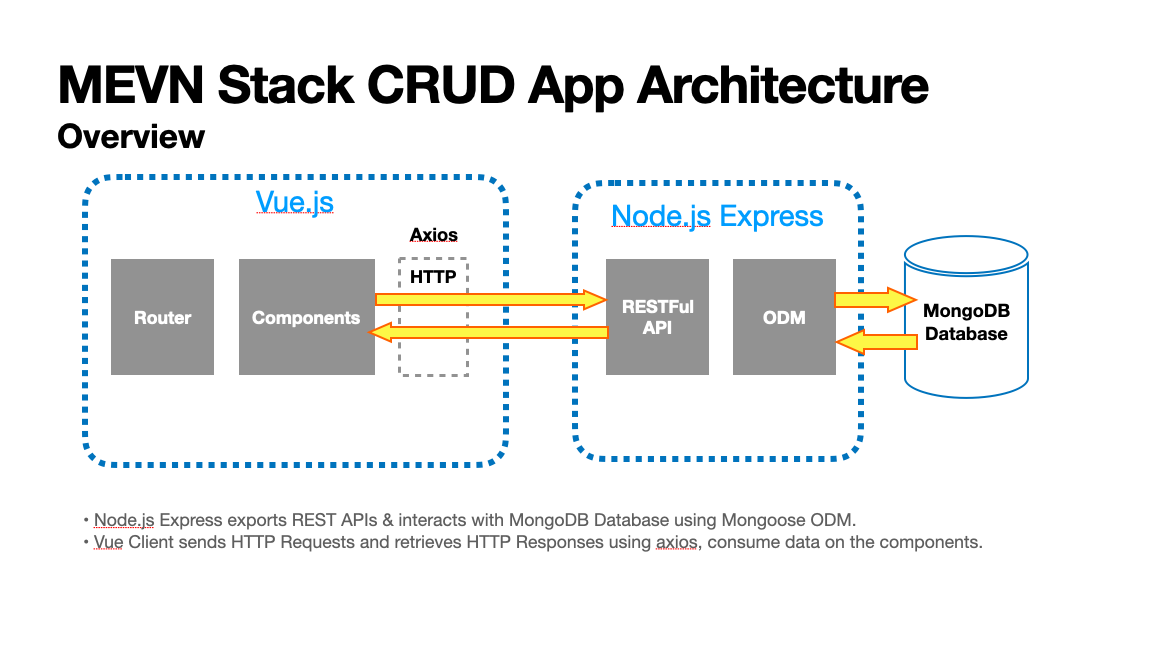 MEVN Stack CRUD App Architecture
Overview
Vue.js
Axios
HTTP
Router
Components
Node.js Express
RESTFul
API
ODM
MongoDB
Database
• Node.js Express exports REST APIs & interacts with MongoDB Database using Mongoose ODM.
• Vue Client sends HTTP Requests and retrieves HTTP Responses using axios, consume data on the components.